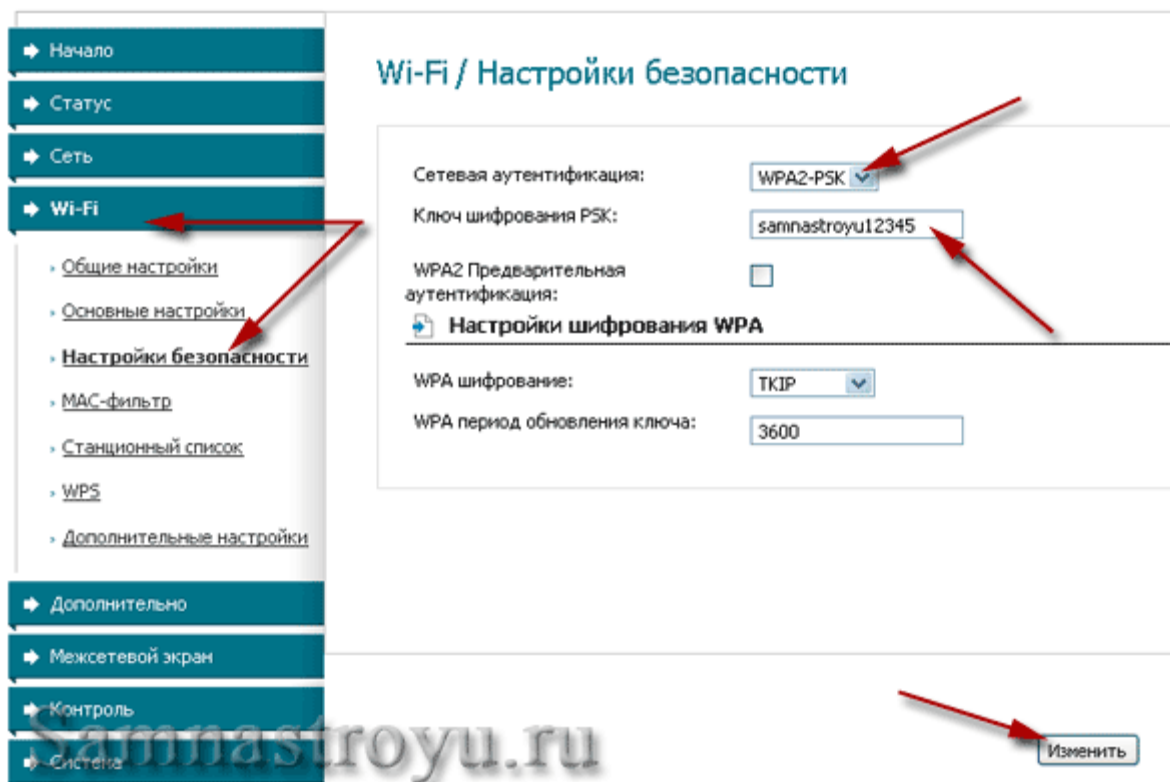 Начало
Статус
Сеть
Wi-Fi
Общие настройки
Основные настройки
Настройки безопасности
MAC-фильтр
Станционный список
WPS
Дополнительные настройки
Дополнительно
Межсетевой экран
Контроль
Система
Wi-Fi / Настройки безопасности
Сетевая аутентификация:
WPA2-PSK
Ключ шифрования PSK:
samnastroyu12345
WPA2 Предварительная
аутентификация:
Настройки шифрования WPA
WPA шифрование:
TKIP
WPA период обновления ключа:
3600
Изменить
Samnastroyu.ru